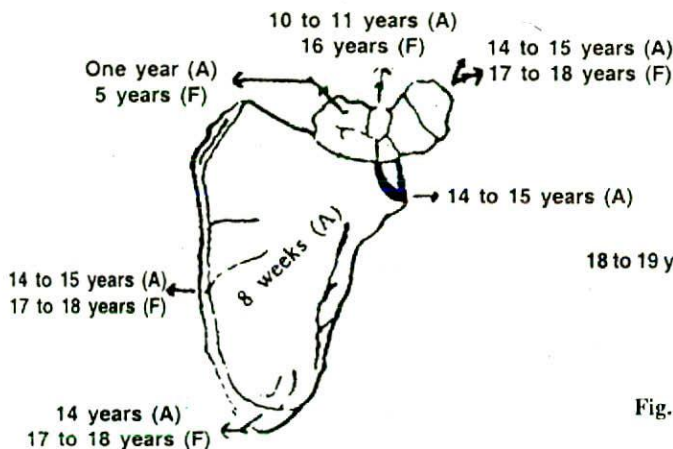 10 to 11 years (A)
16 years (F)
14 to 15 years (A)
17 to 18 years (F)
One year (A)
5 years (F)
14 to 15 years (A)
8 weeks (A)
18 to 19 y
14 to 15 years (A)
17 to 18 years (F)
14 years (A)
17 to 18 years (F)
Fig.